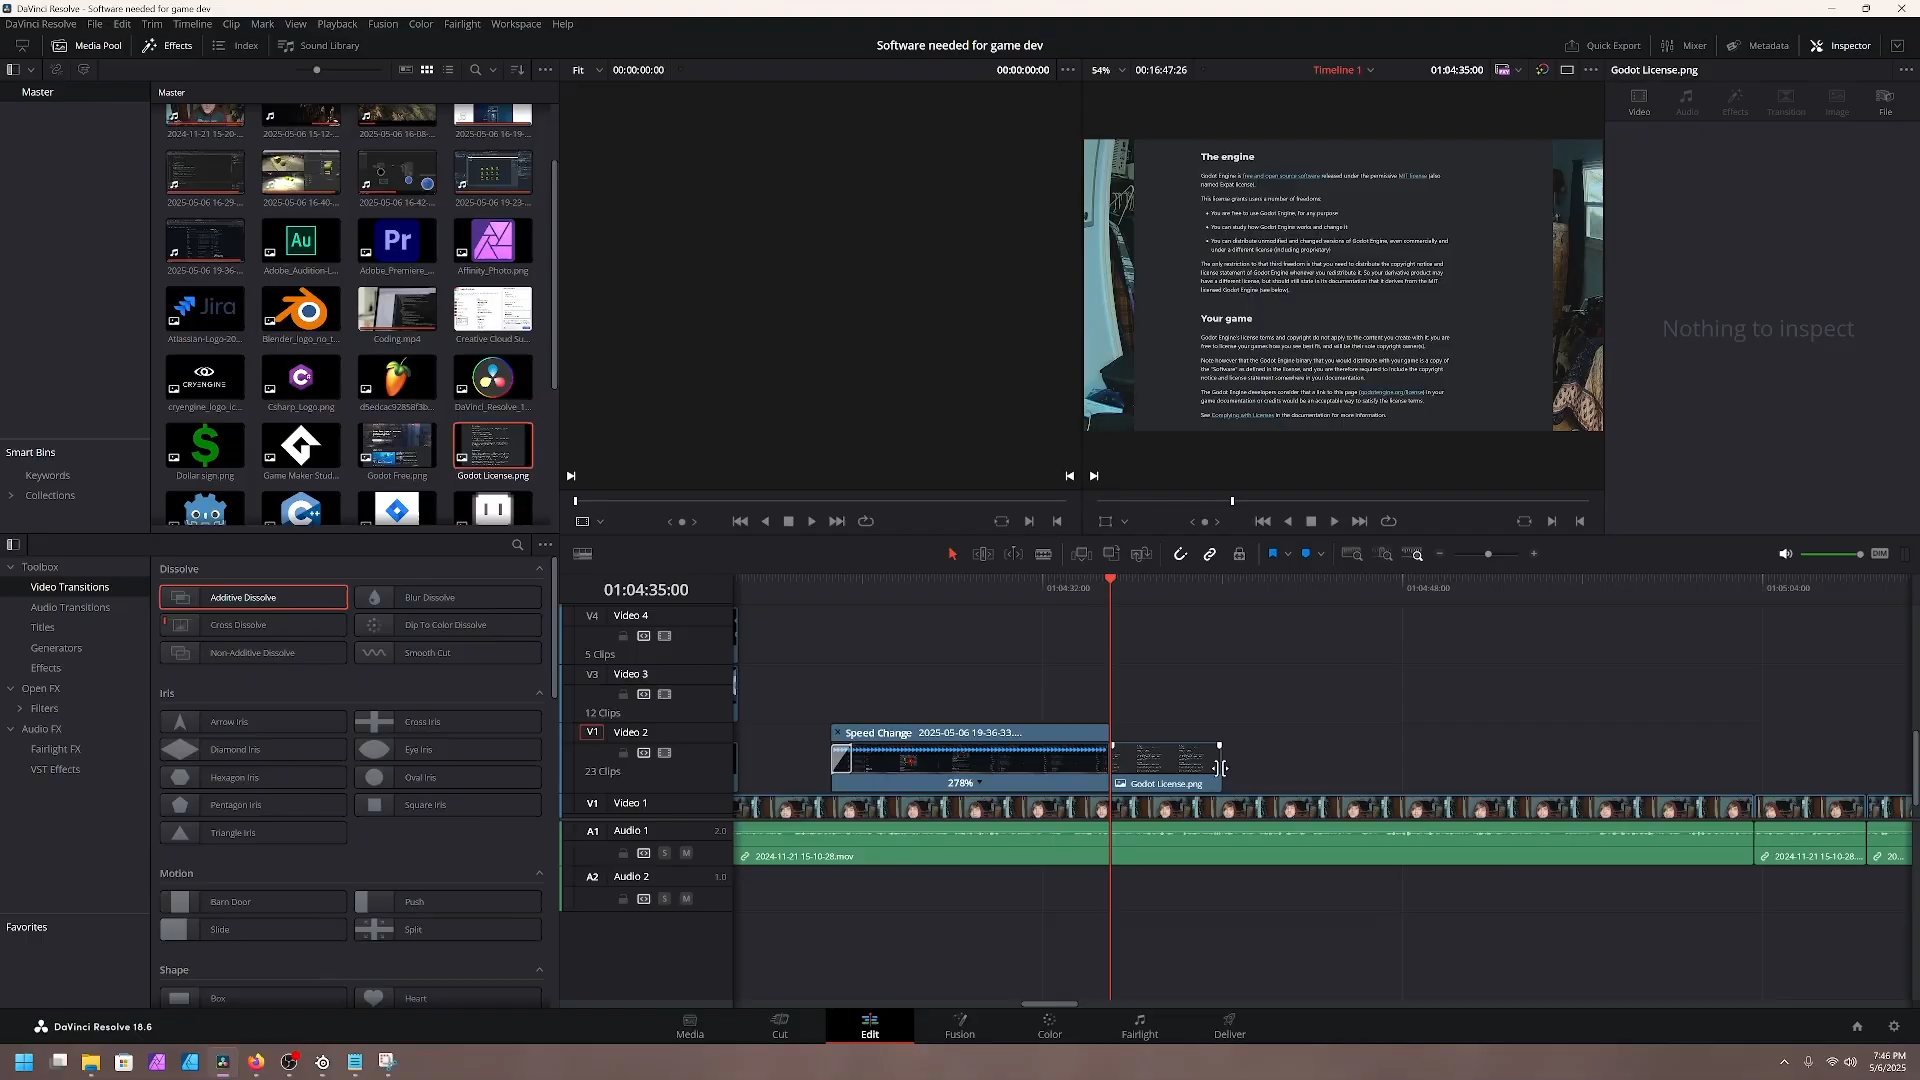 DaVinci Resolve - Software needed for game dev
DaVinci Resolve File Edit Trim Timeline Clip Mark View Playback Fusion Color Fairlight Workspace Help
Media Pool Effects Index Sound Library
Software needed for game dev
Quick Export Mixer Metadata Inspector
Fit 00:00:00:00 00:00:00:00
54% 00:16:47:26 Timeline 1 01:04:35:00
Godot License.png
Video Audio Effects Transition Image File
Nothing to inspect
Master
Master
2024-11-21 15-20-... 2025-05-06 15-12-... 2025-05-06 16-08-... 2025-05-06 16-19-...
2025-05-06 16-29-... 2025-05-06 16-40-... 2025-05-06 16-42-... 2025-05-06 19-23-...
Au Pr
2025-05-06 19-36-... Adobe_Audition-L... Adobe_Premiere_... Affinity_Photo.png
Jira
Atlassian-Logo-20... Blender_logo_no_t... Coding.mp4 Creative Cloud Su...
CRYENGINE
cryengine_logo_ic... Csharp_Logo.png d5edcac92858f3b... DaVinci_Resolve_1...
Dollar sign.png Game Maker Stud... Godot Free.png Godot License.png
Smart Bins
Keywords
Collections
The engine
Godot Engine is free and open source software released under the permissive MIT license (also
named Expat license).
This license grants users a number of freedoms:
• You are free to use Godot Engine, for any purpose
• You can study how Godot Engine works and change it
• You can distribute unmodified and changed versions of Godot Engine, even commercially and
under a different license (including proprietary)
The only restriction to that third freedom is that you need to distribute the copyright notice and
license statement of Godot Engine whenever you redistribute it. So your derivative product may
have a different license, but should still state in its documentation that it derives from the MIT
licensed Godot Engine (see below).
Your game
Godot Engine's license terms and copyright do not apply to the content you create with it; you are
free to license your games how you see best fit, and will be their sole copyright owner(s).
Note however that the Godot Engine binary that you would distribute with your game is a copy of
the "Software" as defined in the license, and you are therefore required to include the copyright
notice and license statement somewhere in your documentation.
The Godot Engine developers consider that a link to this page (godotengine.org/license) in your
game documentation or credits would be an acceptable way to satisfy the license terms.
See Complying with Licenses in the documentation for more information.
Toolbox
Video Transitions
Audio Transitions
Titles
Generators
Effects
Open FX
Filters
Audio FX
Fairlight FX
VST Effects
Favorites
Dissolve
Additive Dissolve Blur Dissolve
Cross Dissolve Dip To Color Dissolve
Non-Additive Dissolve Smooth Cut
Iris
Arrow Iris Cross Iris
Diamond Iris Eye Iris
Hexagon Iris Oval Iris
Pentagon Iris Square Iris
Triangle Iris
Motion
Barn Door Push
Slide Split
Shape
Box Heart
DIM
01:04:35:00
01:04:32:00 01:04:48:00 01:05:04:00
V4 Video 4
5 Clips
V3 Video 3
12 Clips
V1 Video 2
23 Clips
Speed Change 2025-05-06 19-36-33....
278%
Godot License.png
V1 Video 1
A1 Audio 1 2.0
S M
2024-11-21 15-10-28.mov 2024-11-21 15-10-28.... 20...
A2 Audio 2 1.0
S M
DaVinci Resolve 18.6
Media Cut Edit Fusion Color Fairlight Deliver
7:46 PM
5/6/2025